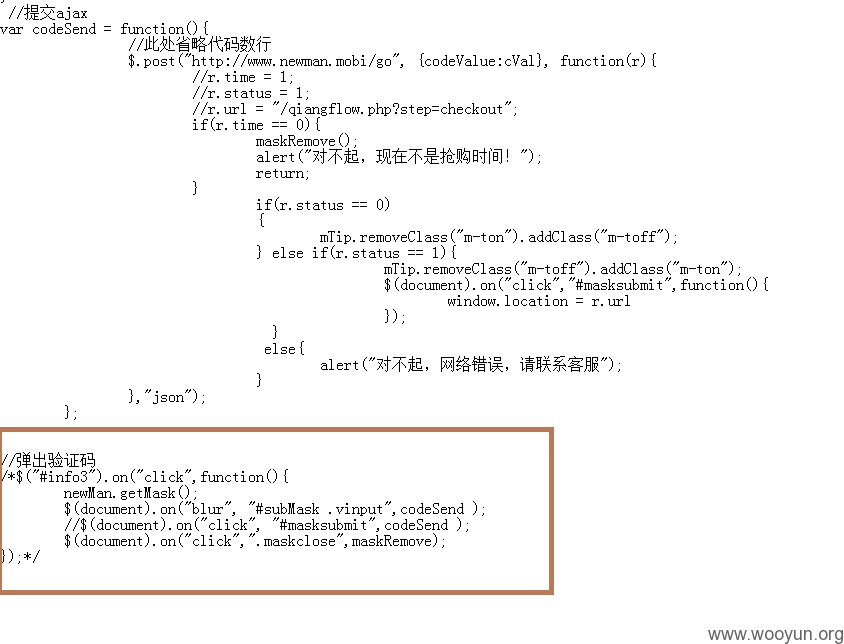 //提交ajax
var codeSend = function(){
//此处省略代码数行
$.post("http://www.newman.mobi/go", {codeValue:cVal}, function(r){
//r.time = 1;
//r.status = 1;
//r.url = "/qiangflow.php?step=checkout";
if(r.time == 0){
maskRemove();
alert("对不起，现在不是抢购时间！");
return;
}
if(r.status == 0)
{
mTip.removeClass("m-ton").addClass("m-toff");
} else if(r.status == 1){
mTip.removeClass("m-toff").addClass("m-ton");
$(document).on("click","#masksubmit",function(){
window.location = r.url
});
}
else{
alert("对不起，网络错误，请联系客服");
}
},"json");
};
//弹出验证码
/*$("#info3").on("click",function(){
newMan.getMask();
$(document).on("blur", "#subMask .vinput",codeSend );
//$(document).on("click", "#masksubmit",codeSend );
$(document).on("click",".maskclose",maskRemove);
});*/
www.wooyun.org